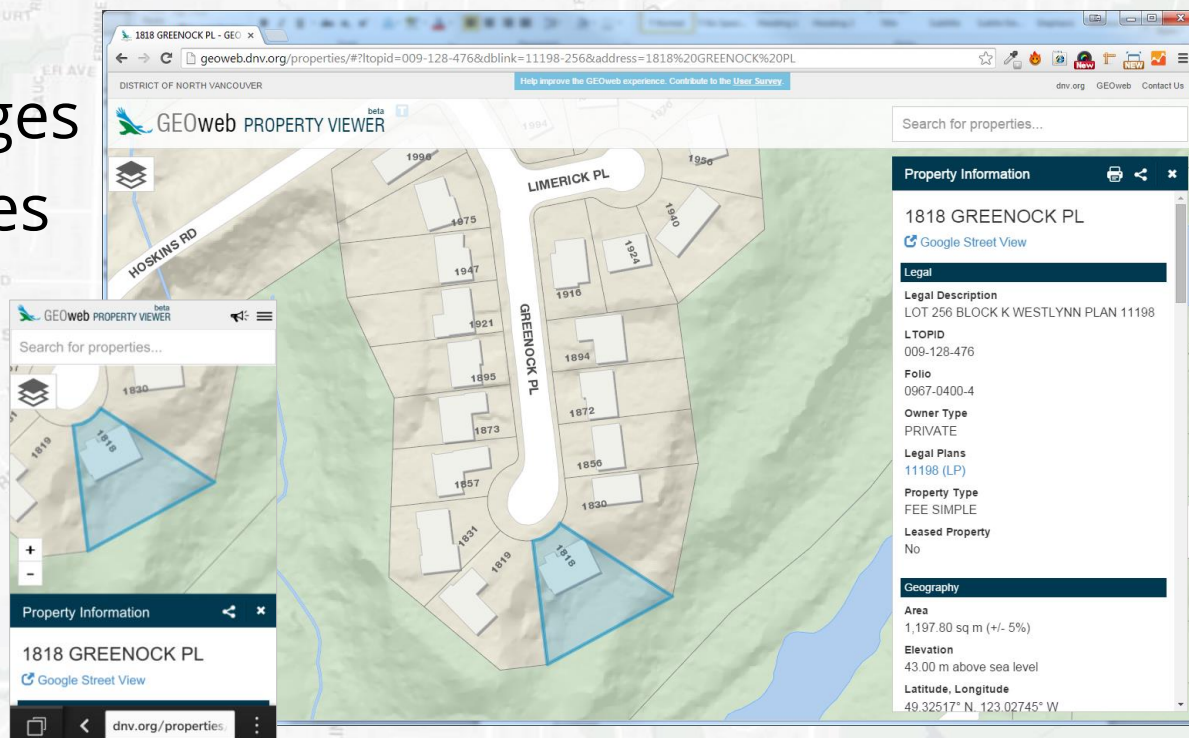 1818 GREENOCK PL - GEO
geoweb.dnv.org/properties/#?ltopid=009-128-476&dblink=11198-256&address=1818%20GREENOCK%20PL
DISTRICT OF NORTH VANCOUVER
Help improve the GEOweb experience. Contribute to the User Survey.
dnv.org GEOweb Contact Us
GEOweb PROPERTY VIEWER beta
Search for properties...
HOSKINS RD
LIMERICK PL
GREENOCK PL
1994
1996
1956
1975
1940
1924
1947
1916
1921
1894
1895
1872
1873
1856
1857
1830
1831
1819
1818
Property Information
1818 GREENOCK PL
Google Street View
Legal
Legal Description
LOT 256 BLOCK K WESTLYNN PLAN 11198
LTOPID
009-128-476
Folio
0967-0400-4
Owner Type
PRIVATE
Legal Plans
11198 (LP)
Property Type
FEE SIMPLE
Leased Property
No
Geography
Area
1,197.80 sq m (+/- 5%)
Elevation
43.00 m above sea level
Latitude, Longitude
49.32517° N, 123.02745° W
ges
es
GEOweb PROPERTY VIEWER beta
Search for properties...
1830
1818
1819
+
-
Property Information
1818 GREENOCK PL
Google Street View
dnv.org/properties